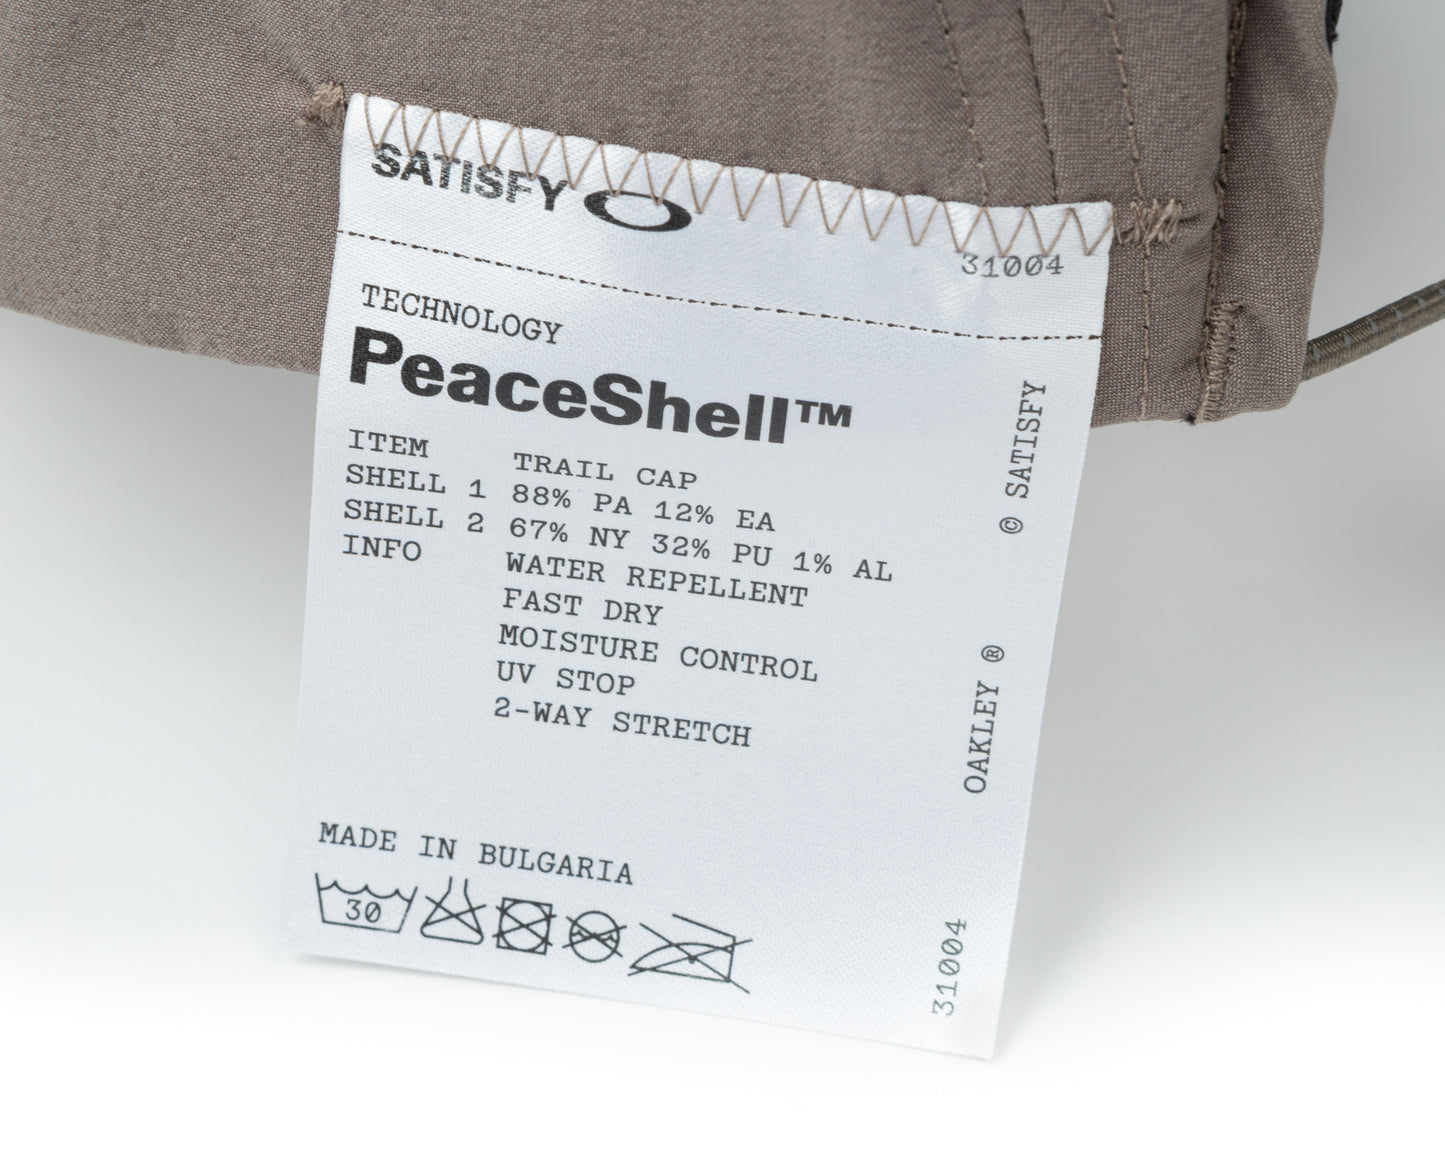 SATISFY
31004
TECHNOLOGY
PeaceShell™
ITEM TRAIL CAP
SHELL 1 88% PA 12% EA
SHELL 2 67% NY 32% PU 1% AL
INFO WATER REPELLENT
FAST DRY
MOISTURE CONTROL
UV STOP
2-WAY STRETCH
MADE IN BULGARIA
30
© SATISFY
OAKLEY ®
31004